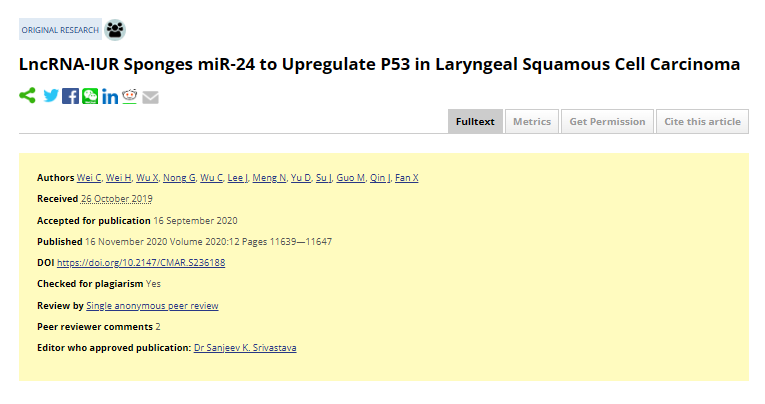 ORIGINAL RESEARCH
LncRNA-IUR Sponges miR-24 to Upregulate P53 in Laryngeal Squamous Cell Carcinoma
Fulltext Metrics Get Permission Cite this article
Authors Wei C, Wei H, Wu X, Nong G, Wu C, Lee J, Meng N, Yu D, Su J, Guo M, Qin J, Fan X
Received 26 October 2019
Accepted for publication 16 September 2020
Published 16 November 2020 Volume 2020:12 Pages 11639—11647
DOI https://doi.org/10.2147/CMAR.S236188
Checked for plagiarism Yes
Review by Single anonymous peer review
Peer reviewer comments 2
Editor who approved publication: Dr Sanjeev K. Srivastava